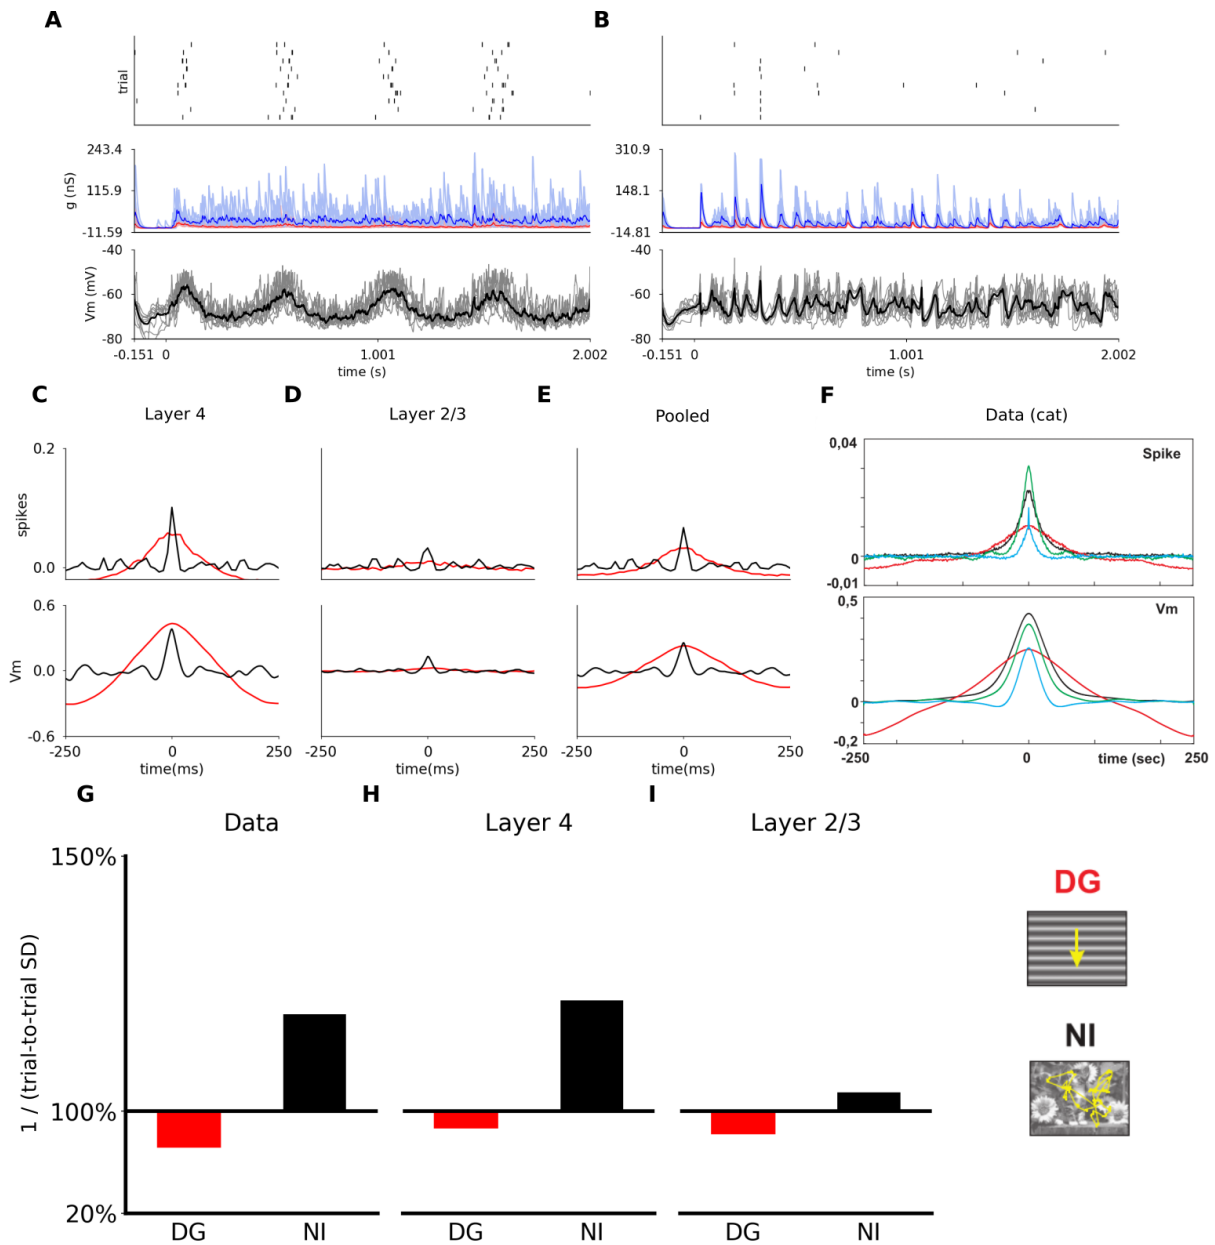 A
B
trial
243.4
115.9
-11.59
g (nS)
310.9
148.1
-14.81
-40
-60
-80
Vm (mV)
-40
-60
-80
-0.151 0 1.001 2.002
time (s)
-0.151 0 1.001 2.002
time (s)
C D E F
Layer 4 Layer 2/3 Pooled Data (cat)
0.2
0.0
spikes
0,04
0
-0,01
Spike
0.6
0.0
-0.6
Vm
0,5
0
-0,2
Vm
-250 0 250
time(ms)
-250 0 250
time(ms)
-250 0 250
time(ms)
-250 0 time (sec) 250
G H I
Data Layer 4 Layer 2/3
150%
100%
20%
1 / (trial-to-trial SD)
DG NI DG NI DG NI
DG
NI